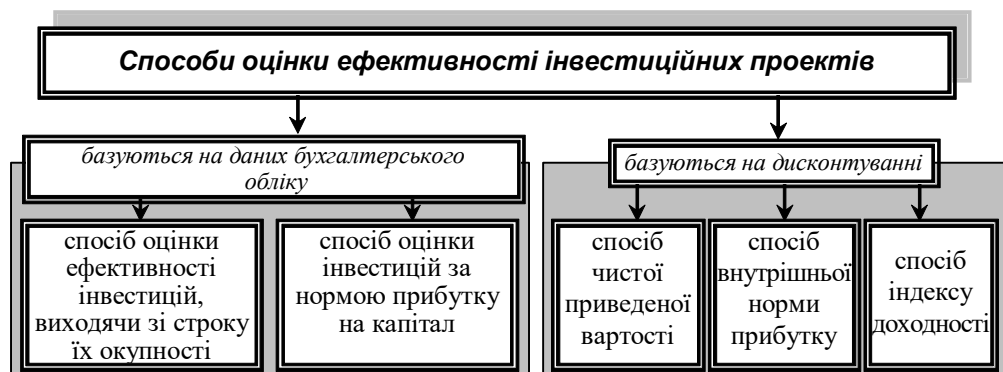 Способи оцінки ефективності інвестиційних проектів
базуються на даних бухгалтерського
обліку
базуються на дисконтуванні
спосіб оцінки
ефективності
інвестицій,
виходячи зі строку
їх окупності
спосіб оцінки
інвестицій за
нормою прибутку
на капітал
спосіб
чистої
приведеної
вартості
спосіб
внутрішньої
норми
прибутку
спосіб
індексу
доходності